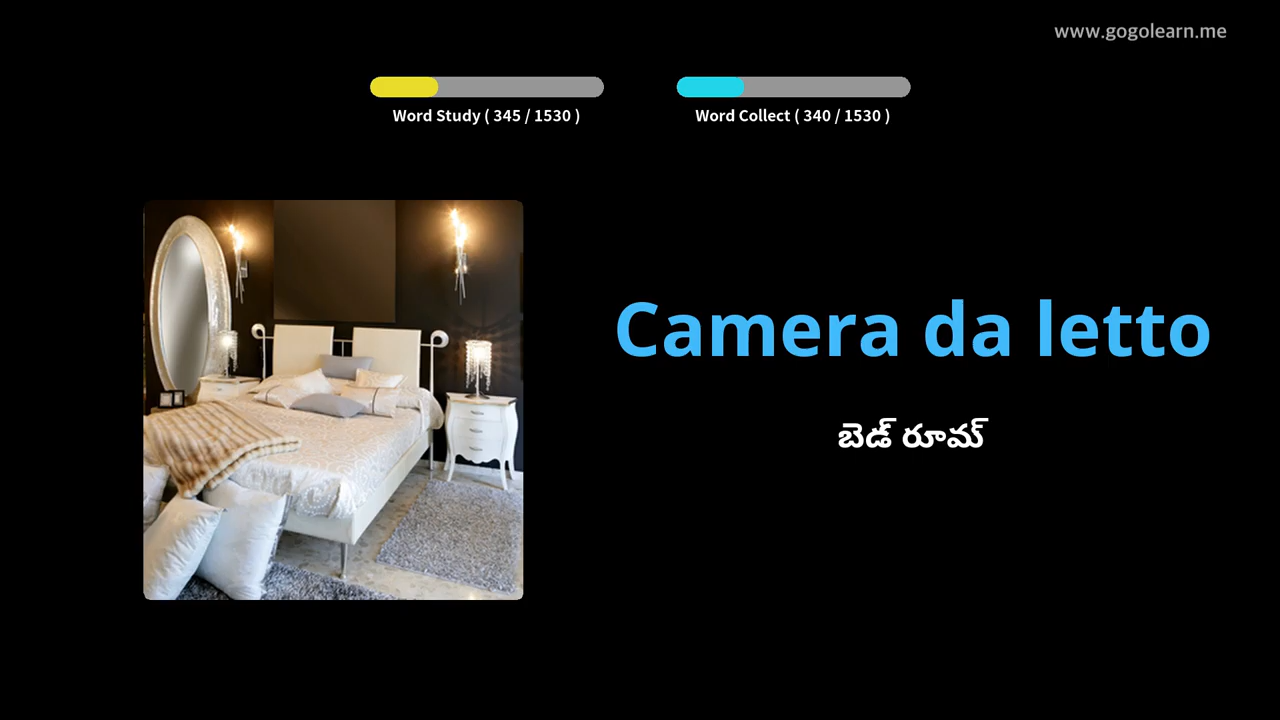 www.gogolearn.me
Word Study ( 345 / 1530 )
Word Collect ( 340 / 1530 )
Camera da letto
బెడ్ రూమ్